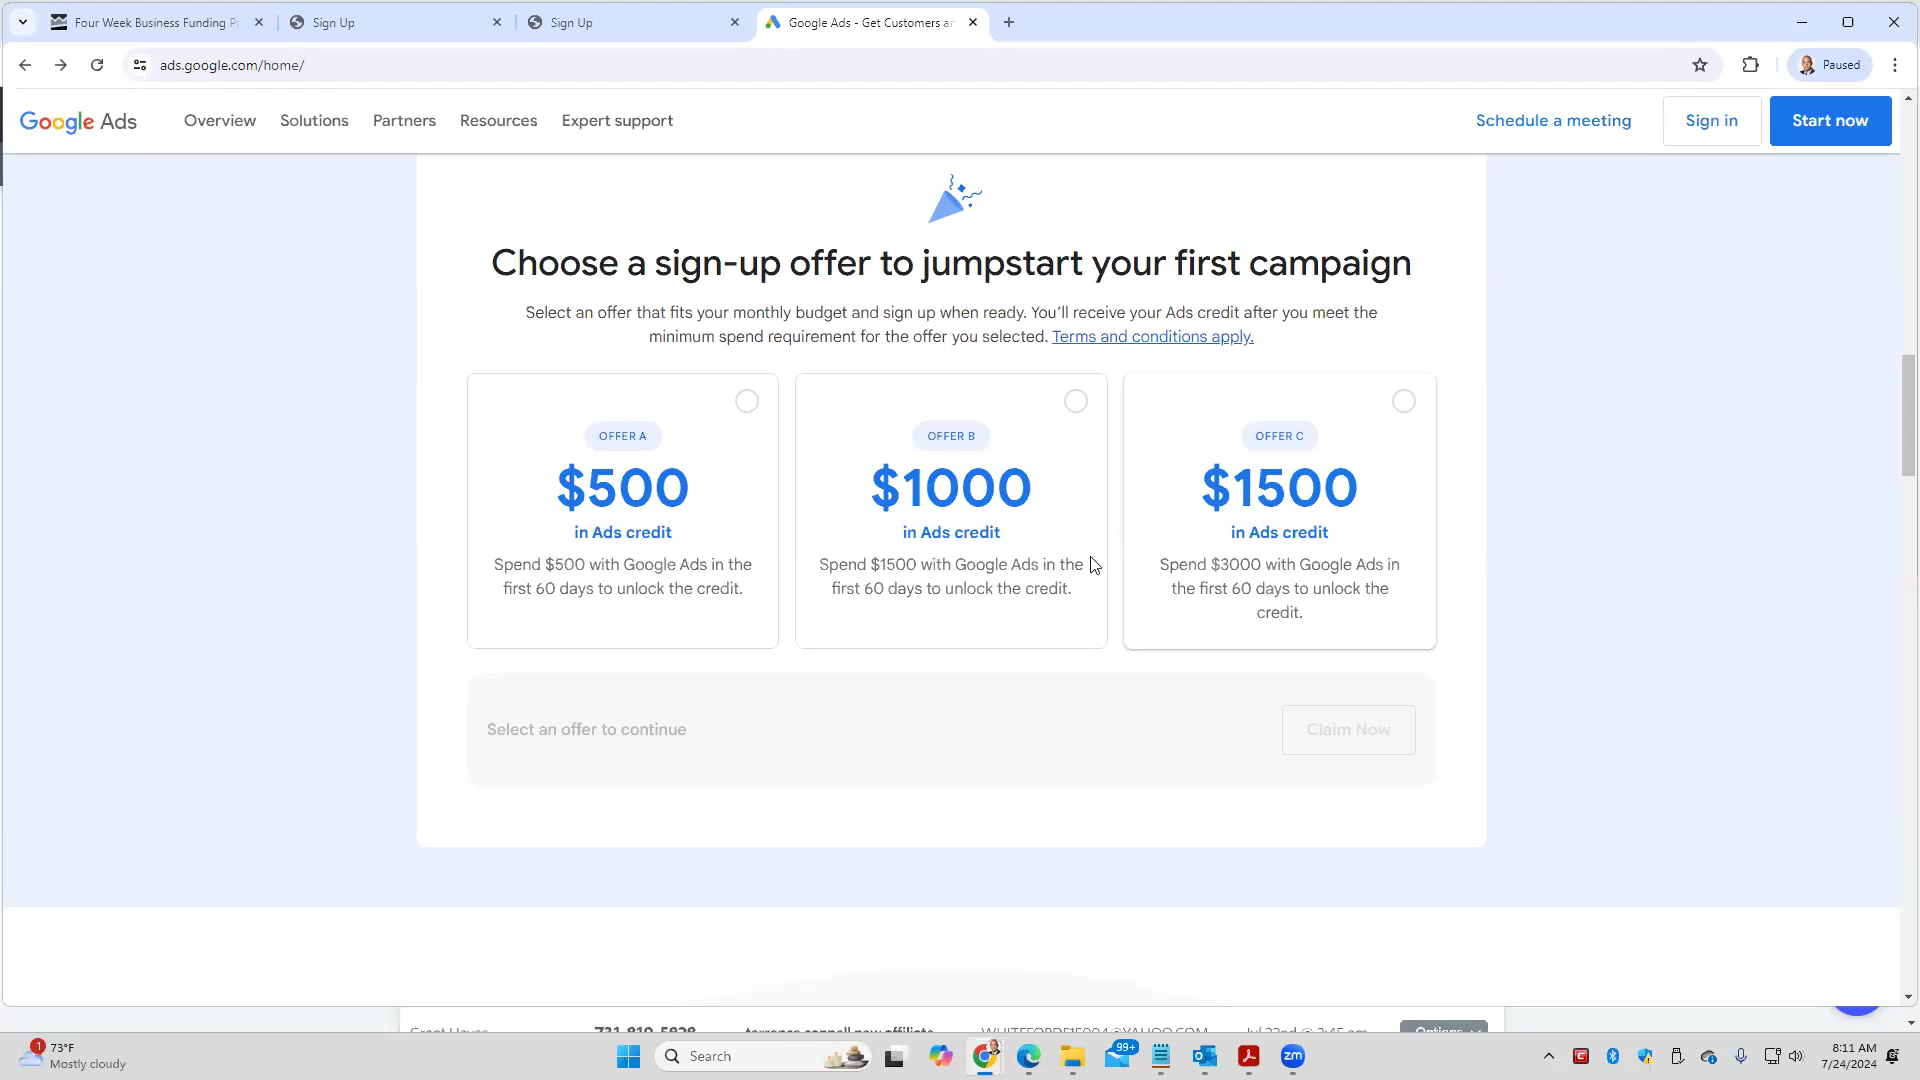 Four Week Business Funding P
Sign Up
Sign Up
Google Ads - Get Customers an
ads.google.com/home/
Paused
Google Ads
Overview
Solutions
Partners
Resources
Expert support
Schedule a meeting
Sign in
Start now
Choose a sign-up offer to jumpstart your first campaign
Select an offer that fits your monthly budget and sign up when ready. You'll receive your Ads credit after you meet the
minimum spend requirement for the offer you selected. Terms and conditions apply.
OFFER A
$500
in Ads credit
Spend $500 with Google Ads in the
first 60 days to unlock the credit.
OFFER B
$1000
in Ads credit
Spend $1500 with Google Ads in the
first 60 days to unlock the credit.
OFFER C
$1500
in Ads credit
Spend $3000 with Google Ads in
the first 60 days to unlock the
credit.
Select an offer to continue
Claim Now
Options
1
73°F
Mostly cloudy
Search
99+
zm
8:11 AM
7/24/2024